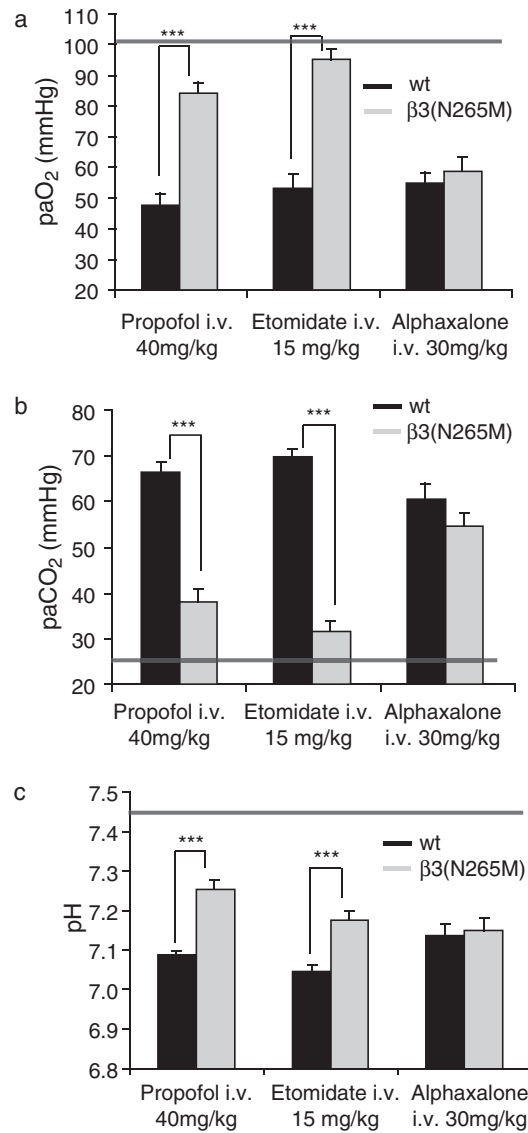 a
110
100
90
80
70
60
50
40
30
20
paO₂ (mmHg)
***
***
wt
β3(N265M)
Propofol i.v. Etomidate i.v. Alphaxalone
40mg/kg 15 mg/kg i.v. 30mg/kg
b
80
70
60
50
40
30
20
paCO₂ (mmHg)
***
***
wt
β3(N265M)
Propofol i.v. Etomidate i.v. Alphaxalone
40mg/kg 15 mg/kg i.v. 30mg/kg
c
7.5
7.4
7.3
7.2
7.1
7.0
6.9
6.8
pH
***
***
wt
β3(N265M)
Propofol i.v. Etomidate i.v. Alphaxalone
40mg/kg 15 mg/kg i.v. 30mg/kg